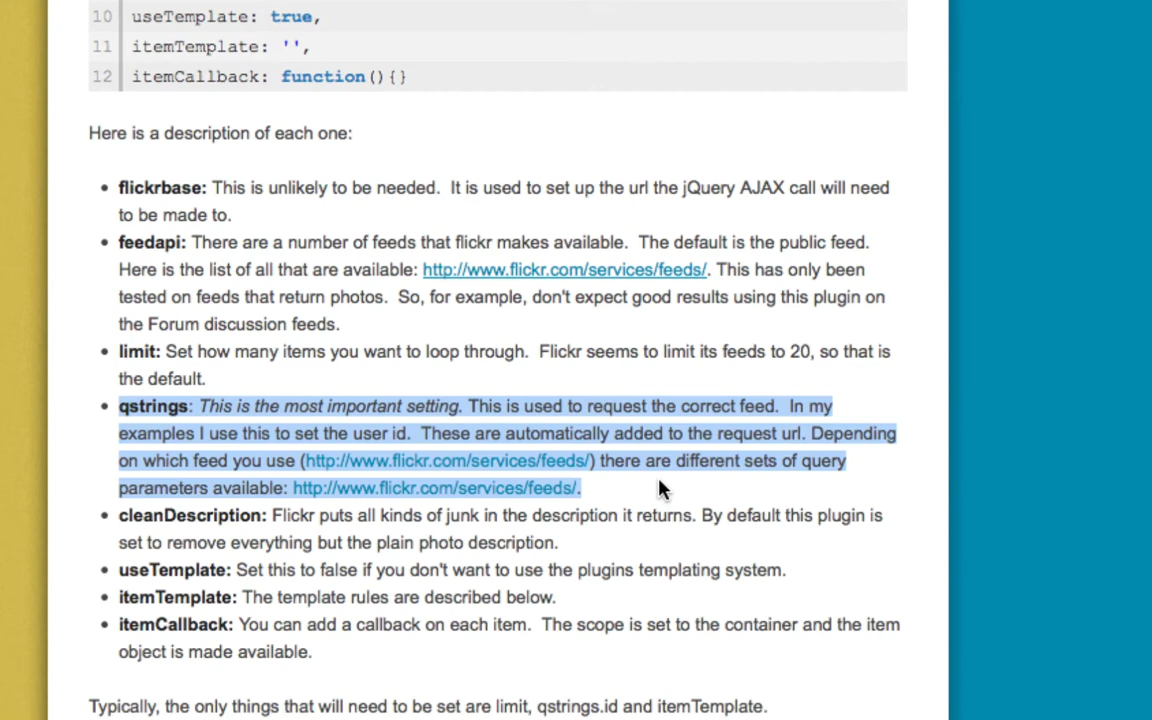 10 useTemplate: true,
11 itemTemplate: '',
12 itemCallback: function(){}
Here is a description of each one:
• flickrbase: This is unlikely to be needed.  It is used to set up the url the jQuery AJAX call will need
to be made to.
• feedapi: There are a number of feeds that flickr makes available.  The default is the public feed.
Here is the list of all that are available: http://www.flickr.com/services/feeds/. This has only been
tested on feeds that return photos.  So, for example, don't expect good results using this plugin on
the Forum discussion feeds.
• limit: Set how many items you want to loop through.  Flickr seems to limit its feeds to 20, so that is
the default.
• qstrings: This is the most important setting. This is used to request the correct feed.  In my
examples I use this to set the user id.  These are automatically added to the request url. Depending
on which feed you use (http://www.flickr.com/services/feeds/) there are different sets of query
parameters available: http://www.flickr.com/services/feeds/.
• cleanDescription: Flickr puts all kinds of junk in the description it returns. By default this plugin is
set to remove everything but the plain photo description.
• useTemplate: Set this to false if you don't want to use the plugins templating system.
• itemTemplate: The template rules are described below.
• itemCallback: You can add a callback on each item.  The scope is set to the container and the item
object is made available.
Typically, the only things that will need to be set are limit, qstrings.id and itemTemplate.